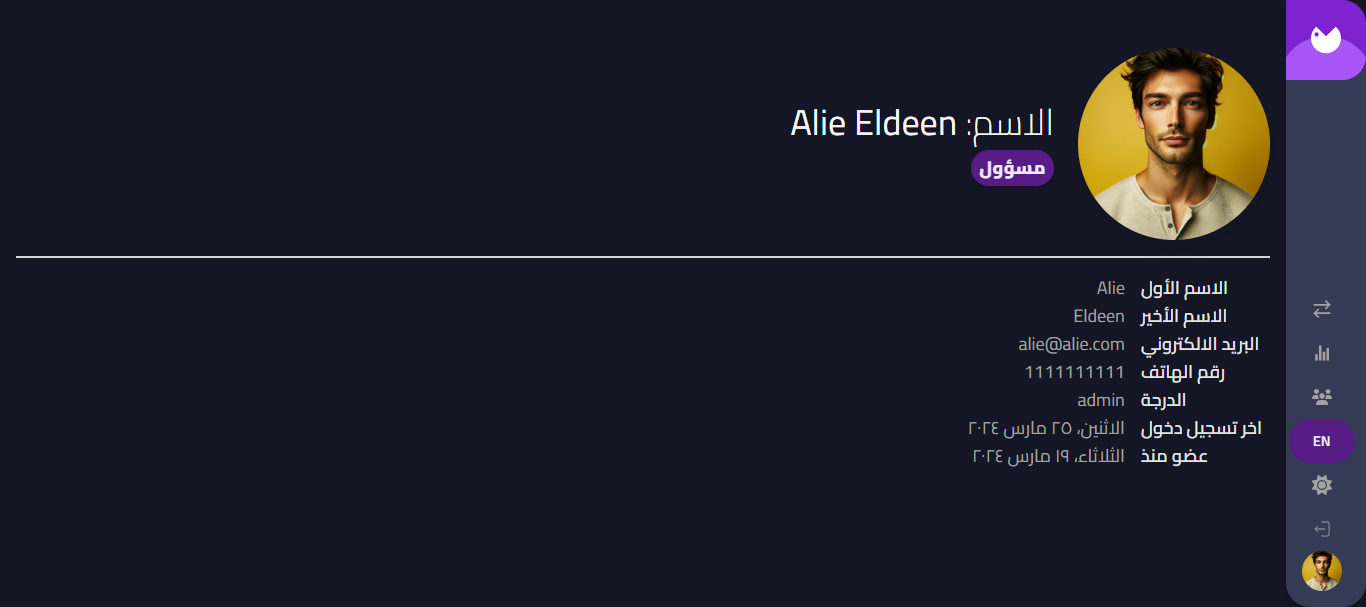 الاسم: Alie Eldeen
مسؤول
الاسم الأول Alie
الاسم الأخير Eldeen
البريد الالكتروني alie@alie.com
رقم الهاتف 1111111111
الدرجة admin
اخر تسجيل دخول الاثنين، ٢٥ مارس ٢٠٢٤
عضو منذ الثلاثاء، ١٩ مارس ٢٠٢٤
EN